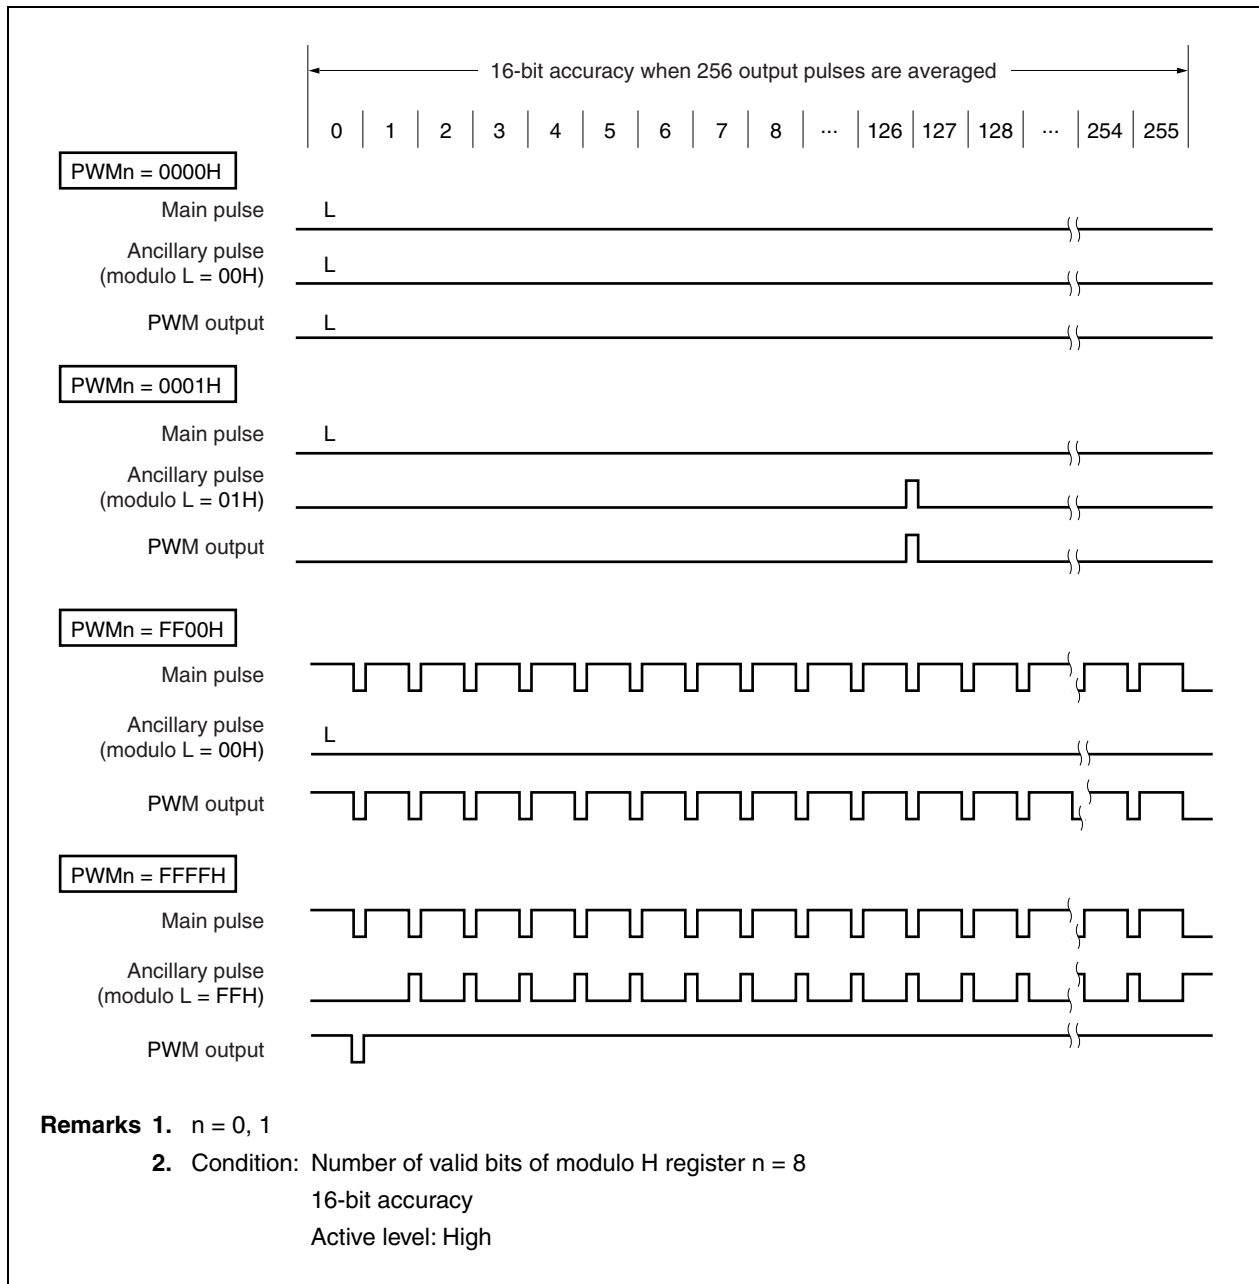 16-bit accuracy when 256 output pulses are averaged
0 1 2 3 4 5 6 7 8 ... 126 127 128 ... 254 255
PWMn = 0000H
Main pulse L
Ancillary pulse
(modulo L = 00H) L
PWM output L
PWMn = 0001H
Main pulse L
Ancillary pulse
(modulo L = 01H)
PWM output
PWMn = FF00H
Main pulse
Ancillary pulse
(modulo L = 00H) L
PWM output
PWMn = FFFFH
Main pulse
Ancillary pulse
(modulo L = FFH)
PWM output
Remarks 1. n = 0, 1
2. Condition: Number of valid bits of modulo H register n = 8
16-bit accuracy
Active level: High